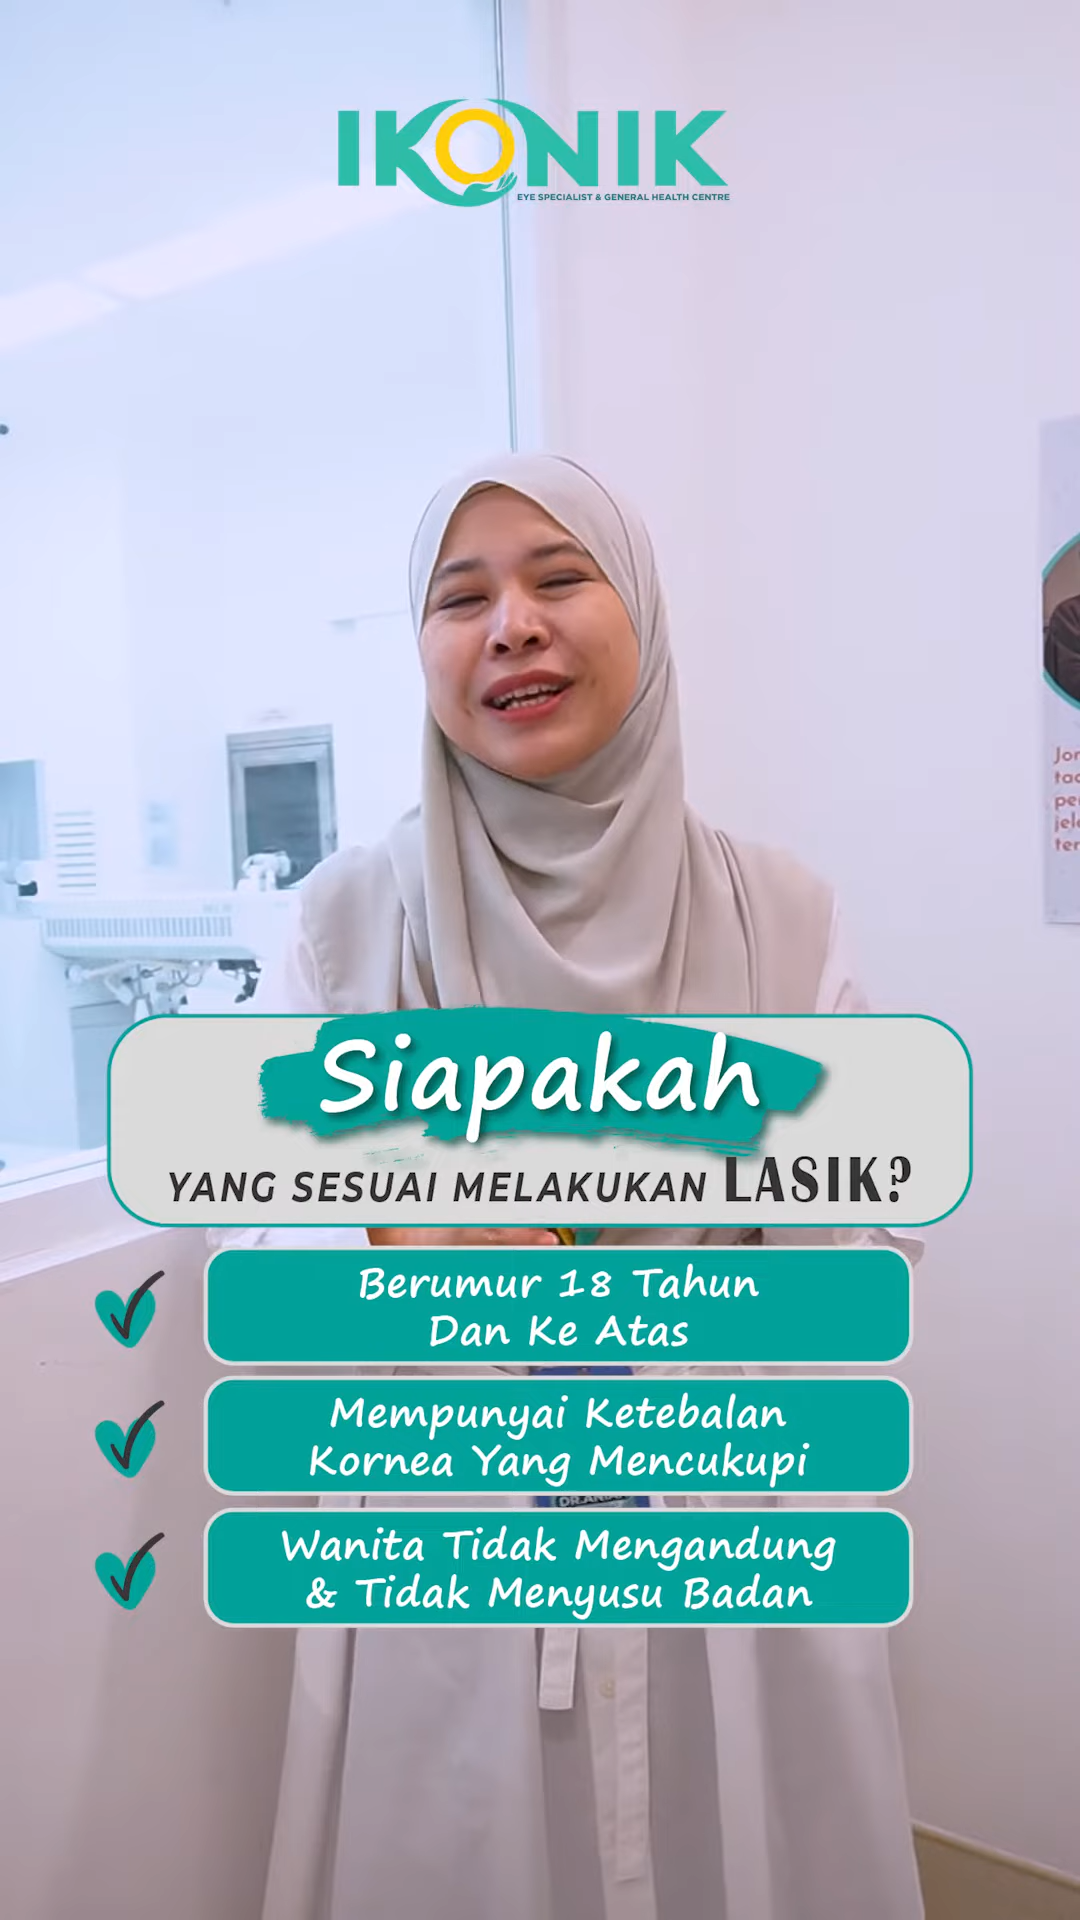 IKONIK
EYE SPECIALIST & GENERAL HEALTH CENTRE
Siapakah
YANG SESUAI MELAKUKAN LASIK?
Berumur 18 Tahun
Dan Ke Atas
Mempunyai Ketebalan
Kornea Yang Mencukupi
Wanita Tidak Mengandung
& Tidak Menyusu Badan